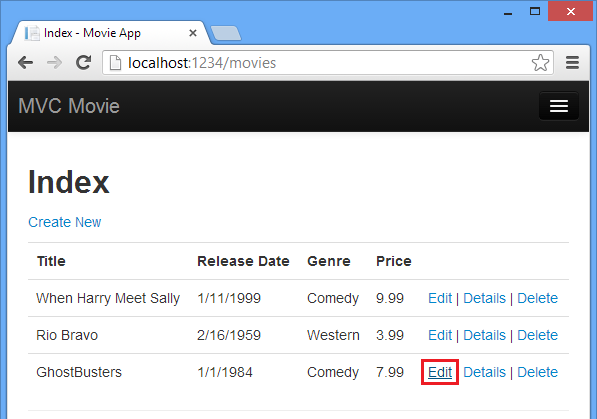 Index - Movie App
localhost:1234/movies
MVC Movie
Index
Create New
Title Release Date Genre Price
When Harry Meet Sally 1/11/1999 Comedy 9.99 Edit | Details | Delete
Rio Bravo 2/16/1959 Western 3.99 Edit | Details | Delete
GhostBusters 1/1/1984 Comedy 7.99 Edit Details | Delete